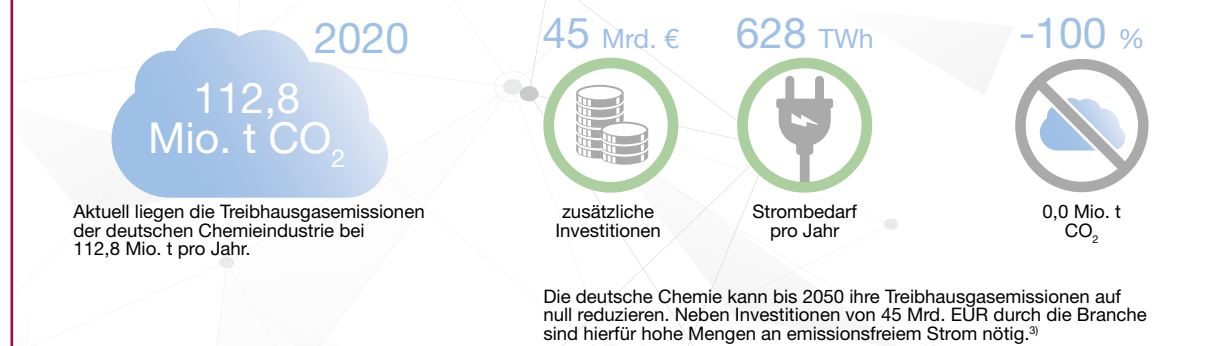 2020
112,8
Mio. t CO₂
Aktuell liegen die Treibhausgasemissionen
der deutschen Chemieindustrie bei
112,8 Mio. t pro Jahr.
45 Mrd. €
zusätzliche
Investitionen
628 TWh
Strombedarf
pro Jahr
-100 %
0,0 Mio. t
CO₂
Die deutsche Chemie kann bis 2050 ihre Treibhausgasemissionen auf
null reduzieren. Neben Investitionen von 45 Mrd. EUR durch die Branche
sind hierfür hohe Mengen an emissionsfreiem Strom nötig.³⁾